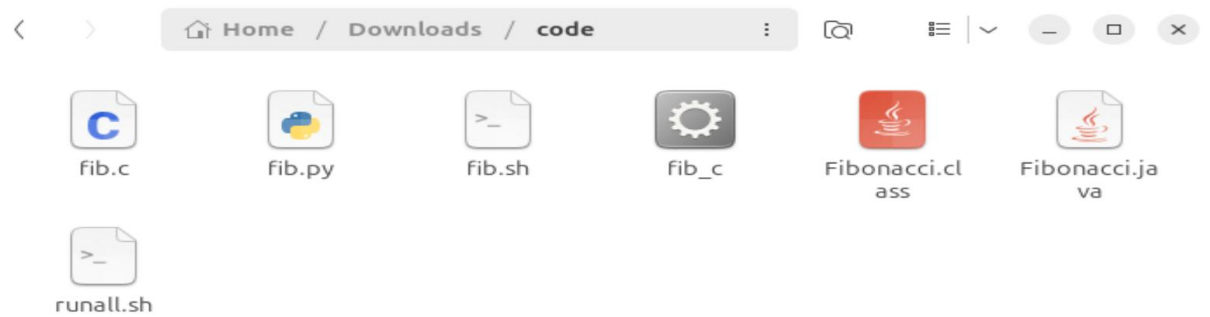 Home / Downloads / code
C
>_
fib.c fib.py fib.sh fib_c Fibonacci.cl Fibonacci.ja
ass va
>_
runall.sh